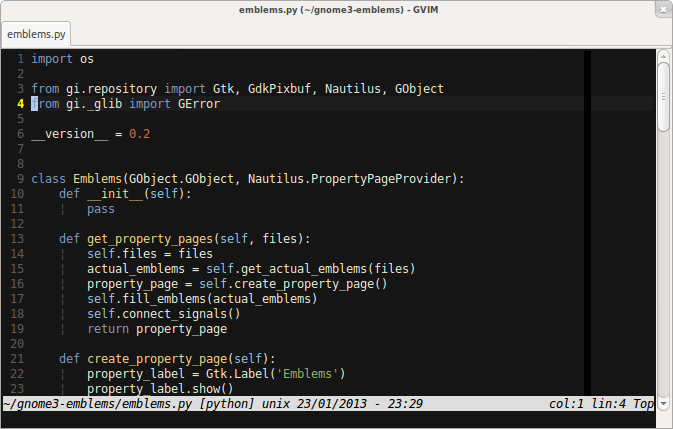 emblems.py (~/gnome3-emblems) - GVIM
emblems.py
1 import os
2
3 from gi.repository import Gtk, GdkPixbuf, Nautilus, GObject
4 from gi._glib import GError
5
6 __version__ = 0.2
7
8
9 class Emblems(GObject.GObject, Nautilus.PropertyPageProvider):
10     def __init__(self):
11     ¦   pass
12
13     def get_property_pages(self, files):
14     ¦   self.files = files
15     ¦   actual_emblems = self.get_actual_emblems(files)
16     ¦   property_page = self.create_property_page()
17     ¦   self.fill_emblems(actual_emblems)
18     ¦   self.connect_signals()
19     ¦   return property_page
20
21     def create_property_page(self):
22     ¦   property_label = Gtk.Label('Emblems')
23     ¦   property_label.show()
~/gnome3-emblems/emblems.py [python] unix 23/01/2013 - 23:29 col:1 lin:4 Top